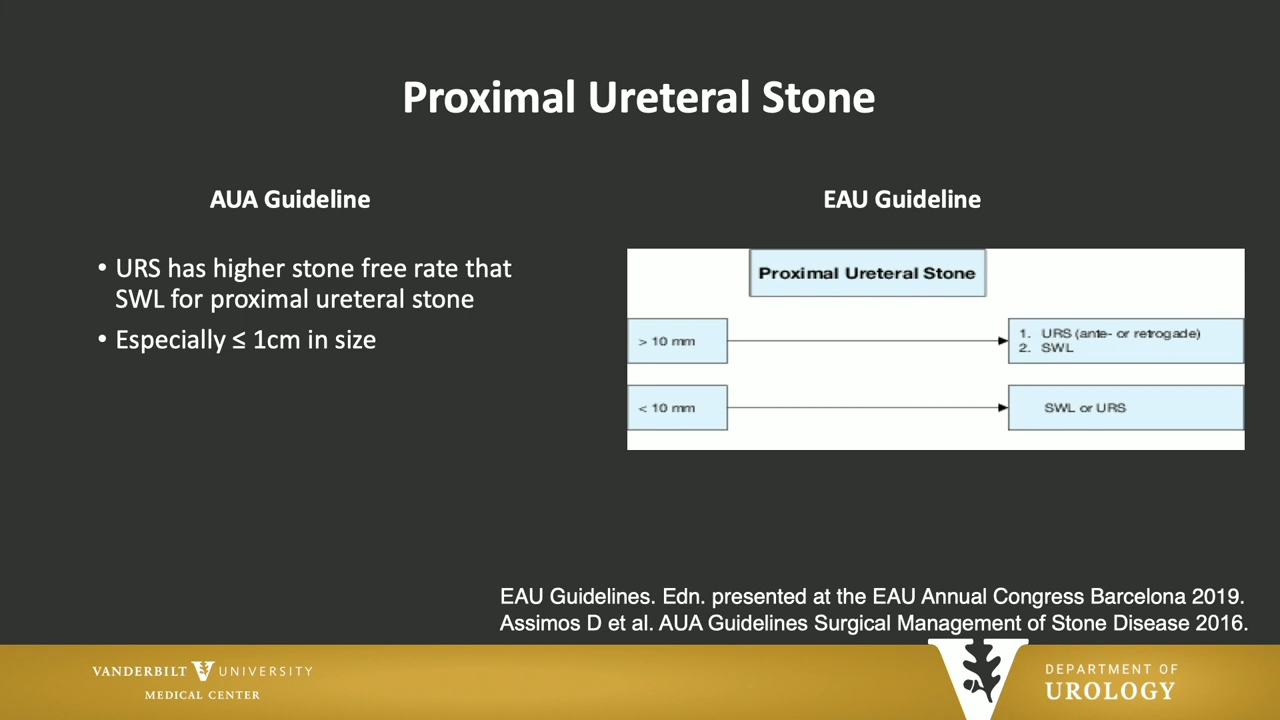 Proximal Ureteral Stone
AUA Guideline
• URS has higher stone free rate that
SWL for proximal ureteral stone
• Especially ≤ 1cm in size
EAU Guideline
Proximal Ureteral Stone
> 10 mm
1. URS (ante- or retrogade)
2. SWL
< 10 mm
SWL or URS
EAU Guidelines. Edn. presented at the EAU Annual Congress Barcelona 2019.
Assimos D et al. AUA Guidelines Surgical Management of Stone Disease 2016.
VANDERBILT UNIVERSITY
MEDICAL CENTER
DEPARTMENT OF
UROLOGY